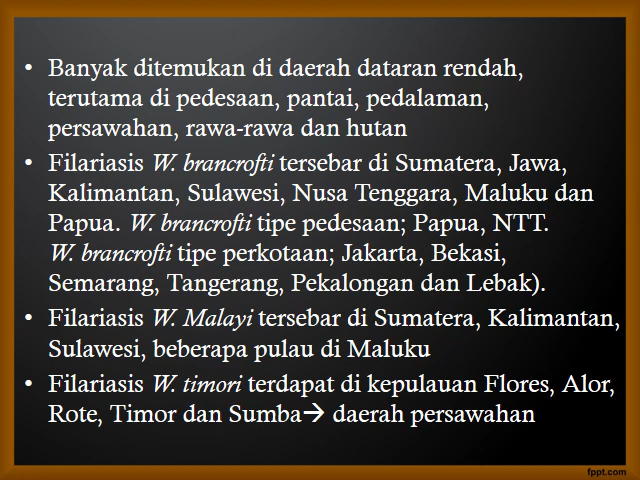 • Banyak ditemukan di daerah dataran rendah,
terutama di pedesaan, pantai, pedalaman,
persawahan, rawa-rawa dan hutan
• Filariasis W. brancrofti tersebar di Sumatera, Jawa,
Kalimantan, Sulawesi, Nusa Tenggara, Maluku dan
Papua. W. brancrofti tipe pedesaan; Papua, NTT.
W. brancrofti tipe perkotaan; Jakarta, Bekasi,
Semarang, Tangerang, Pekalongan dan Lebak).
• Filariasis W. Malayi tersebar di Sumatera, Kalimantan,
Sulawesi, beberapa pulau di Maluku
• Filariasis W. timori terdapat di kepulauan Flores, Alor,
Rote, Timor dan Sumba→ daerah persawahan
fppt.com